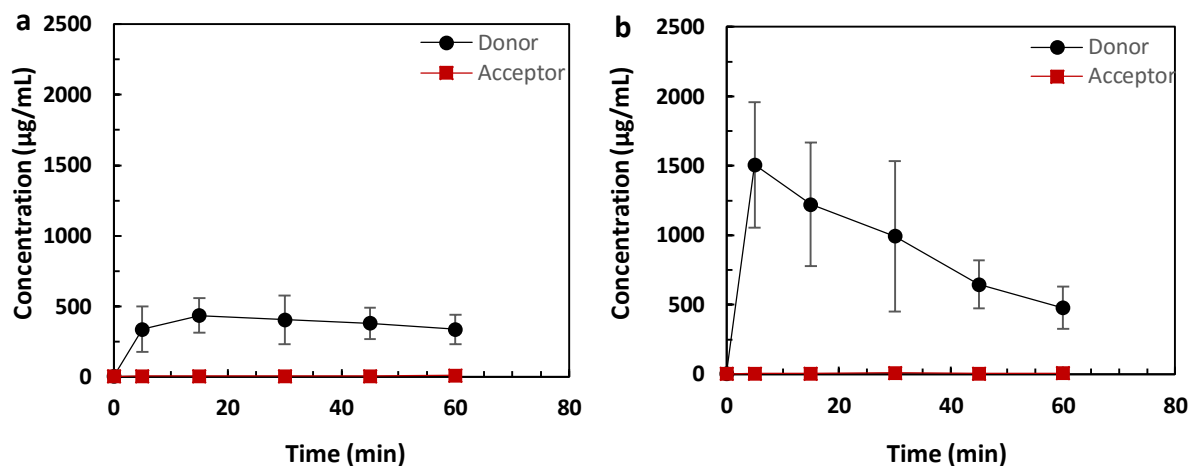 a
Concentration (µg/mL)
2500
2000
1500
1000
500
0
0 20 40 60 80
Time (min)
Donor
Acceptor
b
Concentration (µg/mL)
2500
2000
1500
1000
500
0
0 20 40 60 80
Time (min)
Donor
Acceptor